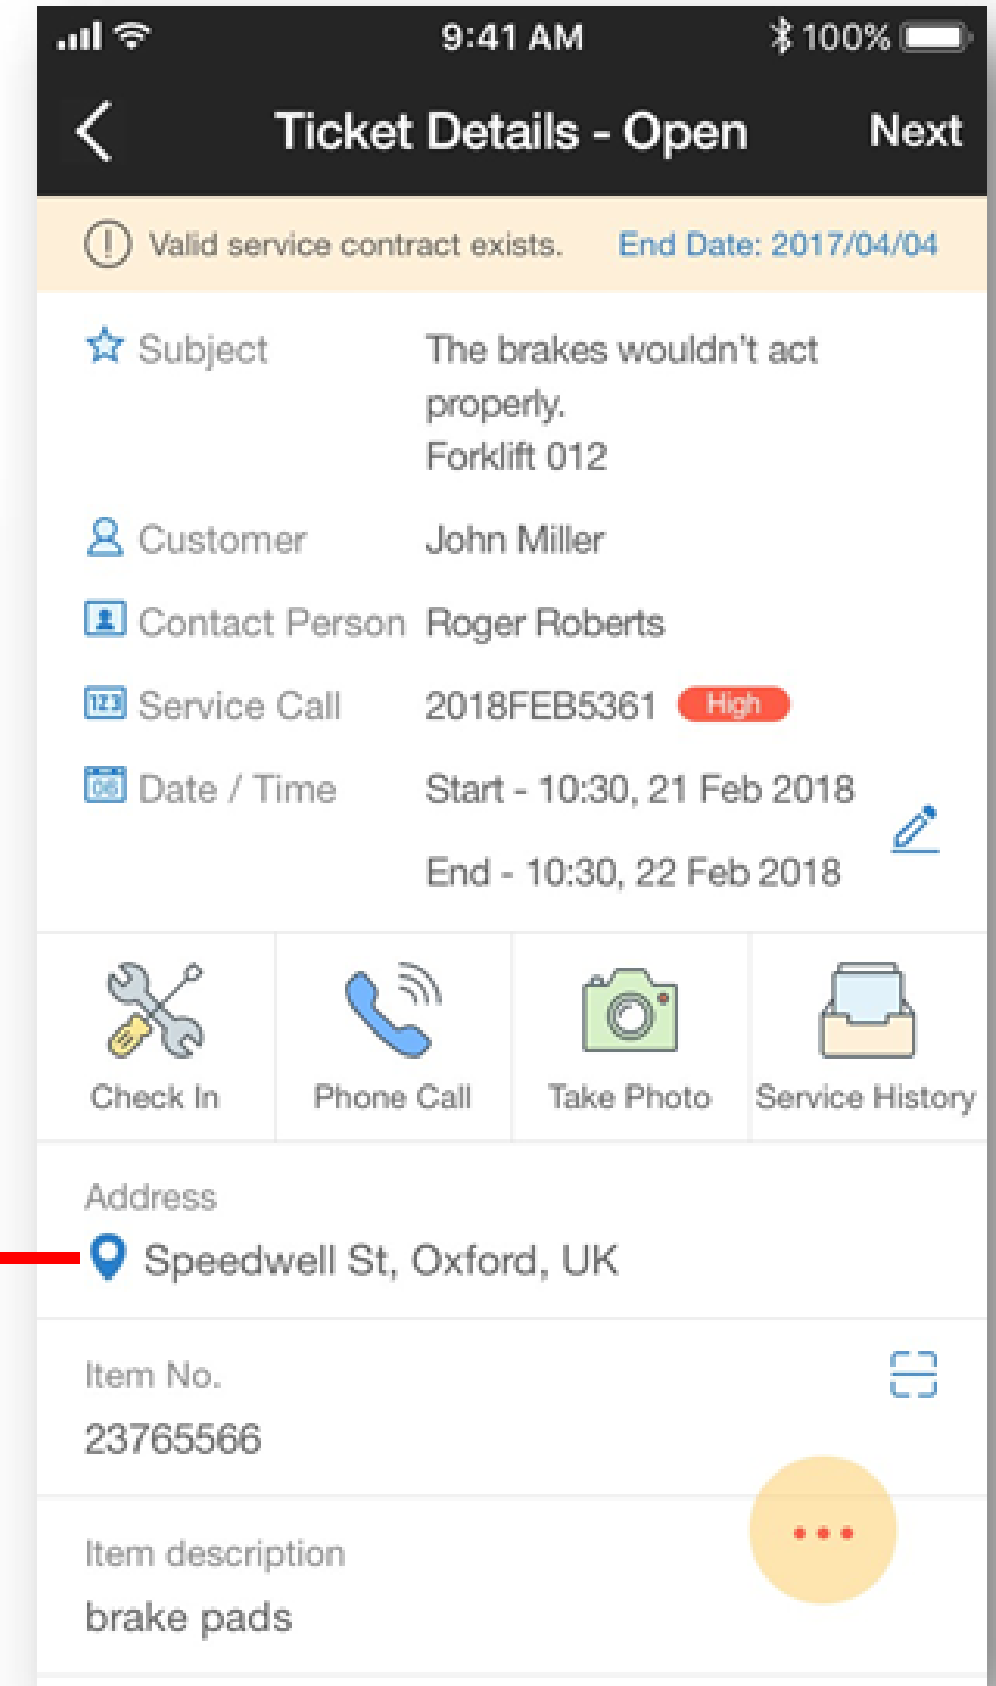 9:41 AM
100%
Ticket Details - Open
Next
Valid service contract exists.
End Date: 2017/04/04
Subject
The brakes wouldn't act
properly.
Forklift 012
Customer
John Miller
Contact Person
Roger Roberts
123
Service Call
2018FEB5361
High
08
Date / Time
Start - 10:30, 21 Feb 2018
End - 10:30, 22 Feb 2018
Check In
Phone Call
Take Photo
Service History
Address
Speedwell St, Oxford, UK
Item No.
23765566
Item description
brake pads